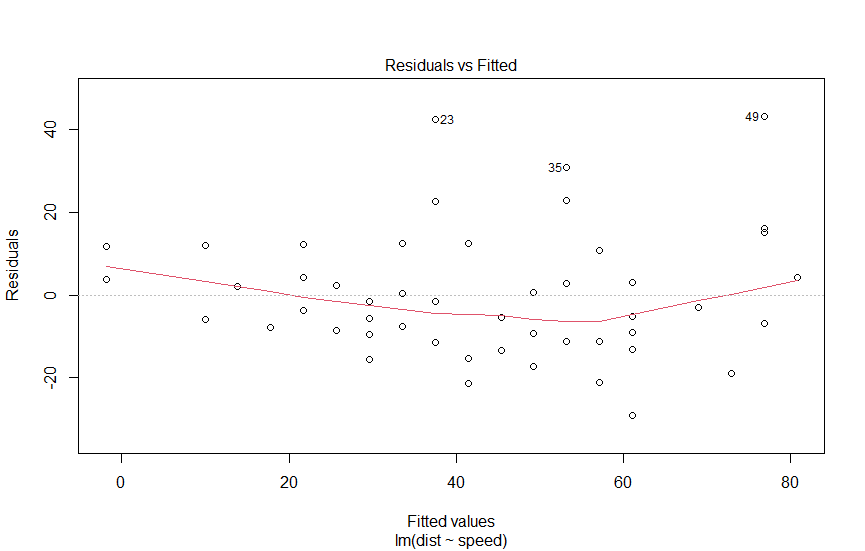 Residuals vs Fitted
Residuals
40
20
0
-20
23
35
49
0 20 40 60 80
Fitted values
lm(dist ~ speed)